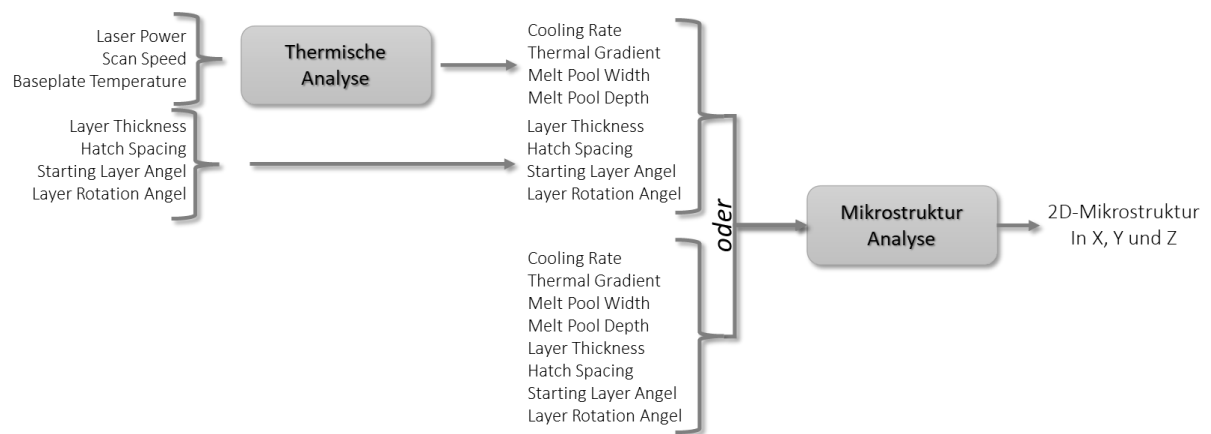 Laser Power
Scan Speed
Baseplate Temperature
Thermische
Analyse
Cooling Rate
Thermal Gradient
Melt Pool Width
Melt Pool Depth
Layer Thickness
Hatch Spacing
Starting Layer Angel
Layer Rotation Angel
Layer Thickness
Hatch Spacing
Starting Layer Angel
Layer Rotation Angel
oder
Cooling Rate
Thermal Gradient
Melt Pool Width
Melt Pool Depth
Layer Thickness
Hatch Spacing
Starting Layer Angel
Layer Rotation Angel
Mikrostruktur
Analyse
2D-Mikrostruktur
In X, Y und Z